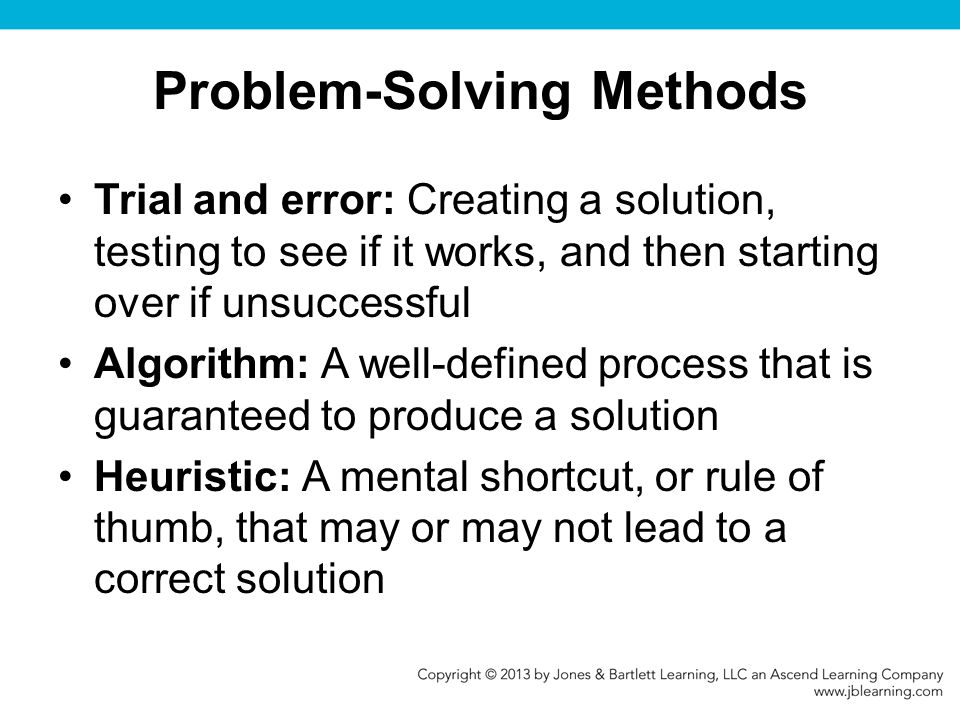 Problem-Solving Methods
• Trial and error: Creating a solution,
testing to see if it works, and then starting
over if unsuccessful
• Algorithm: A well-defined process that is
guaranteed to produce a solution
• Heuristic: A mental shortcut, or rule of
thumb, that may or may not lead to a
correct solution
Copyright © 2013 by Jones & Bartlett Learning, LLC an Ascend Learning Company
www.jblearning.com